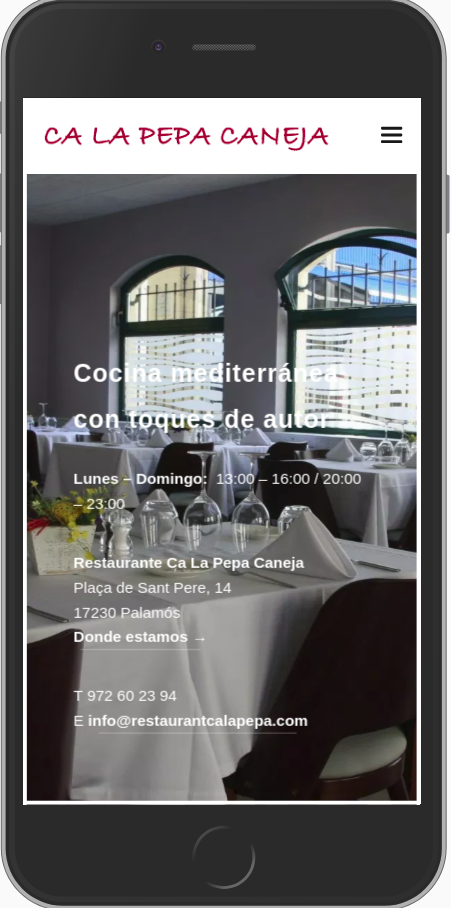 CA LA PEPA CANEJA
Cocina mediterránea
con toques de autor
Lunes – Domingo: 13:00 – 16:00 / 20:00
– 23:00
Restaurante Ca La Pepa Caneja
Plaça de Sant Pere, 14
17230 Palamós
Donde estamos →
T 972 60 23 94
E info@restaurantcalapepa.com